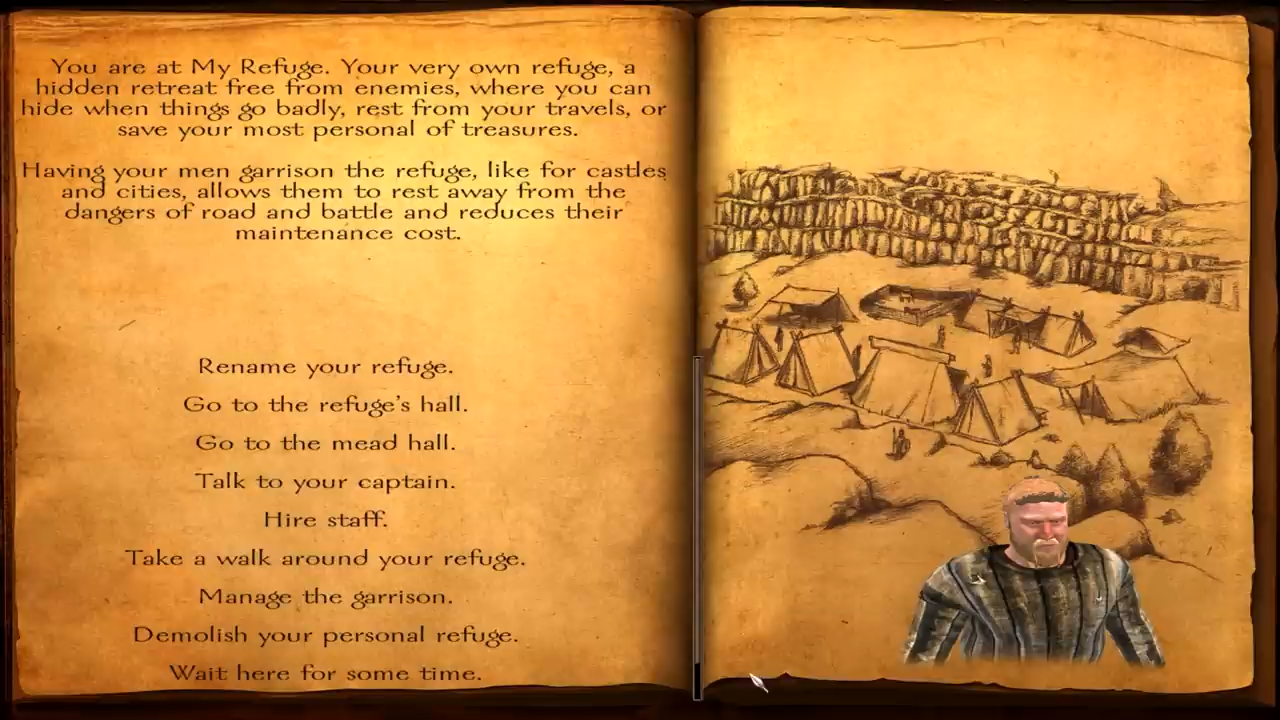 You are at My Refuge. Your very own refuge, a
hidden retreat free from enemies, where you can
hide when things go badly, rest from your travels, or
save your most personal of treasures.
Having your men garrison the refuge, like for castles
and cities, allows them to rest away from the
dangers of road and battle and reduces their
maintenance cost.
Rename your refuge.
Go to the refuge's hall.
Go to the mead hall.
Talk to your captain.
Hire staff.
Take a walk around your refuge.
Manage the garrison.
Demolish your personal refuge.
Wait here for some time.